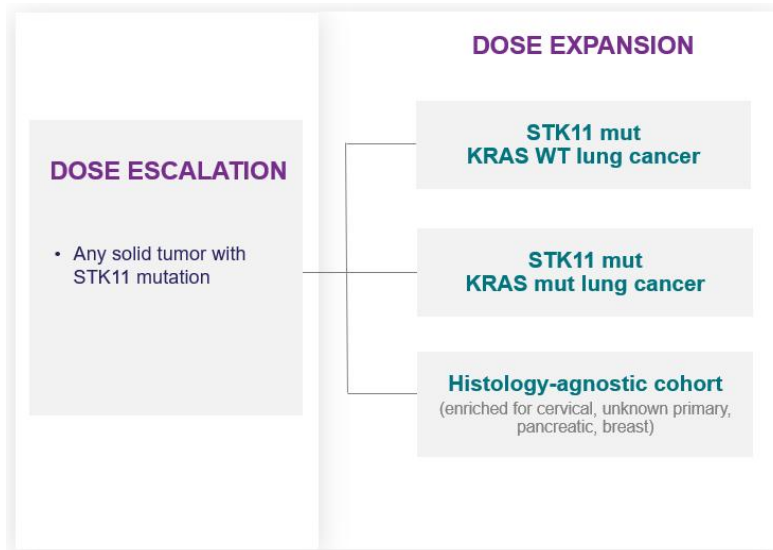 DOSE EXPANSION
DOSE ESCALATION
• Any solid tumor with
STK11 mutation
STK11 mut
KRAS WT lung cancer
STK11 mut
KRAS mut lung cancer
Histology-agnostic cohort
(enriched for cervical, unknown primary,
pancreatic, breast)